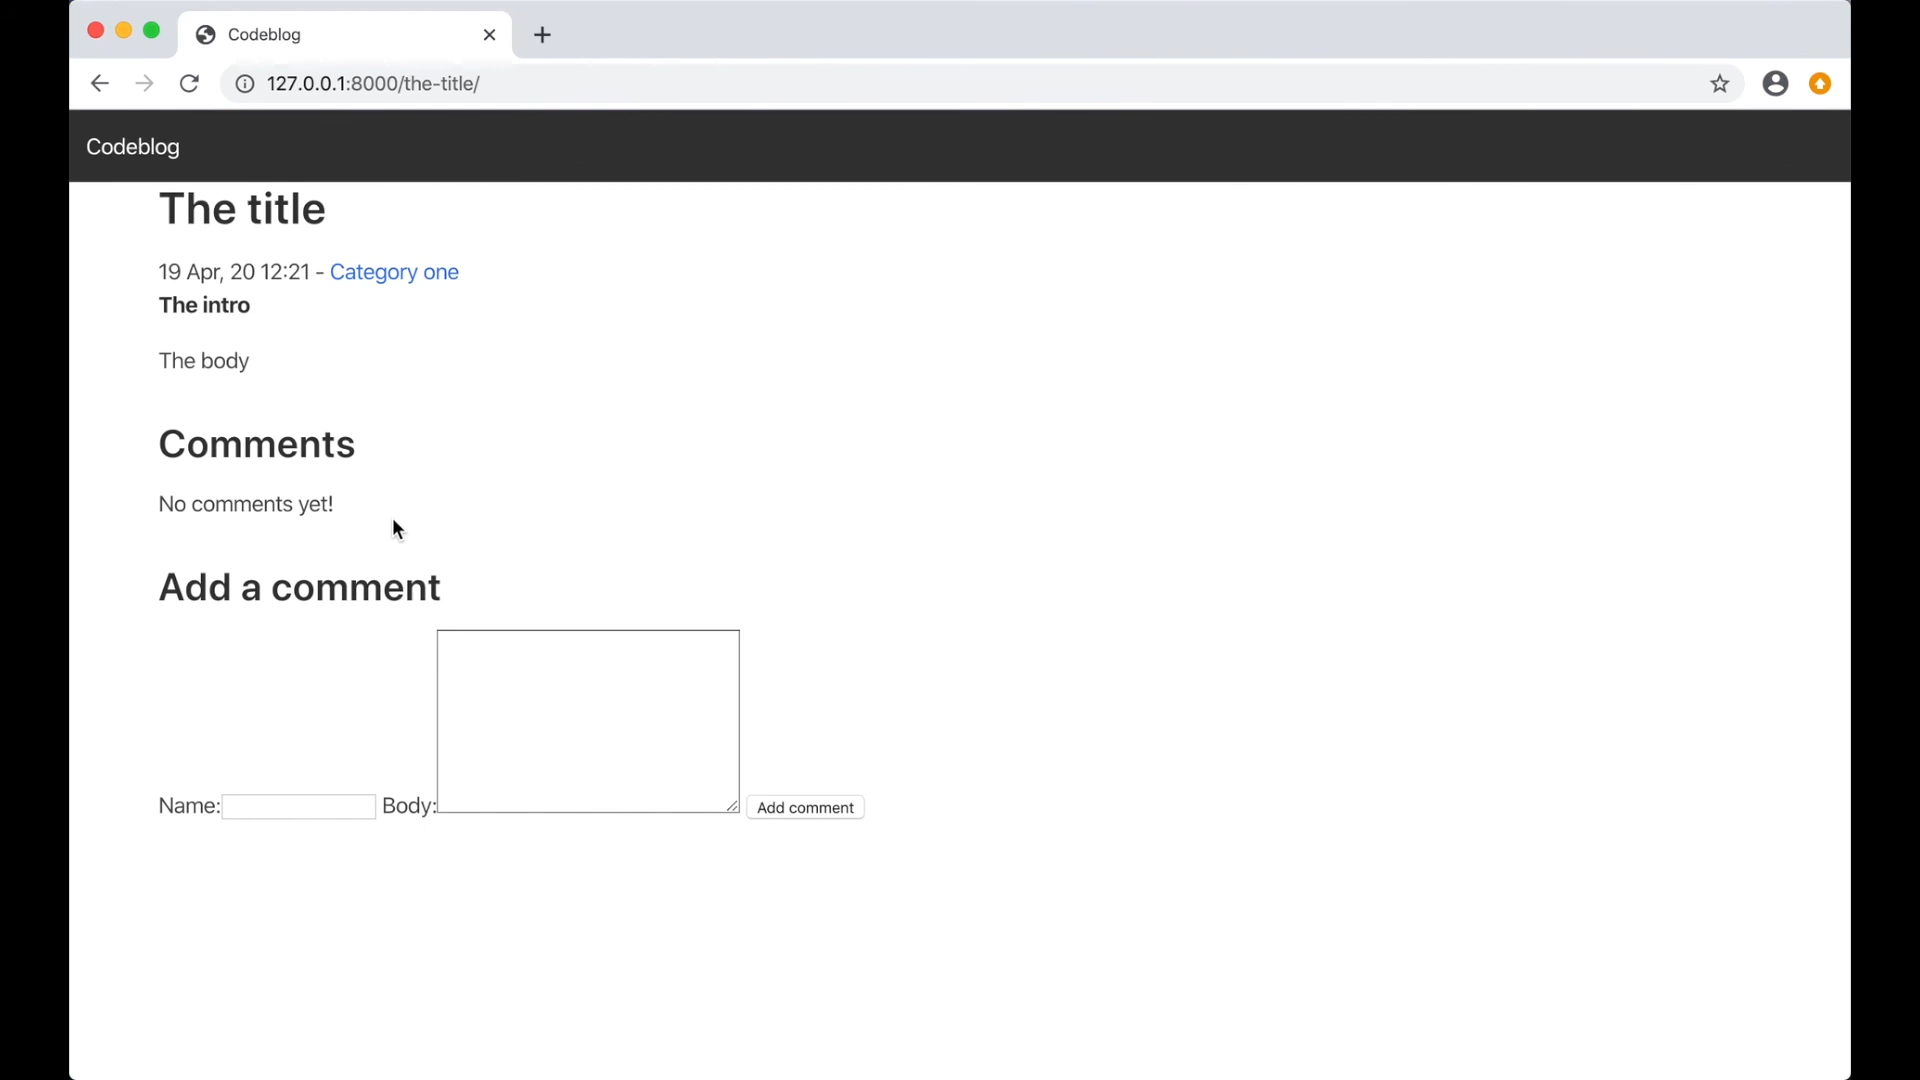 Codeblog
127.0.0.1:8000/the-title/
Codeblog
The title
19 Apr, 20 12:21 - Category one
The intro
The body
Comments
No comments yet!
Add a comment
Name: Body: Add comment